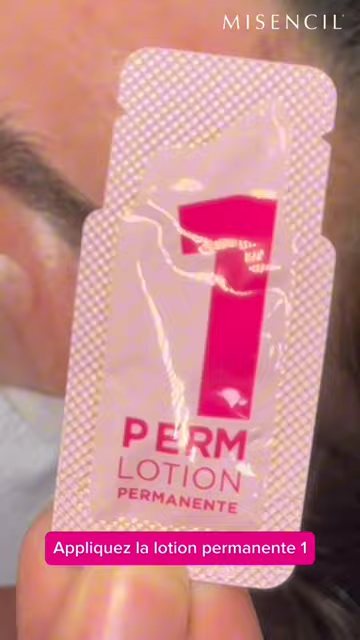 MISENCIL
1
PERM
LOTION
PERMANENTE
Appliquez la lotion permanente 1